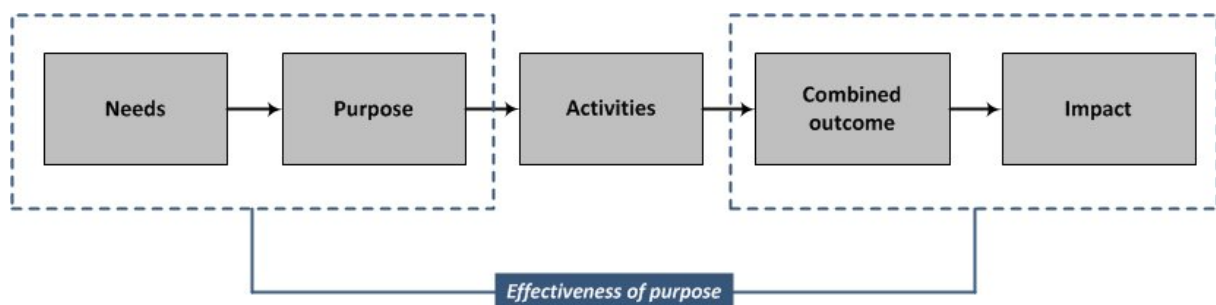 Needs
Purpose
Activities
Combined
outcome
Impact
Effectiveness of purpose